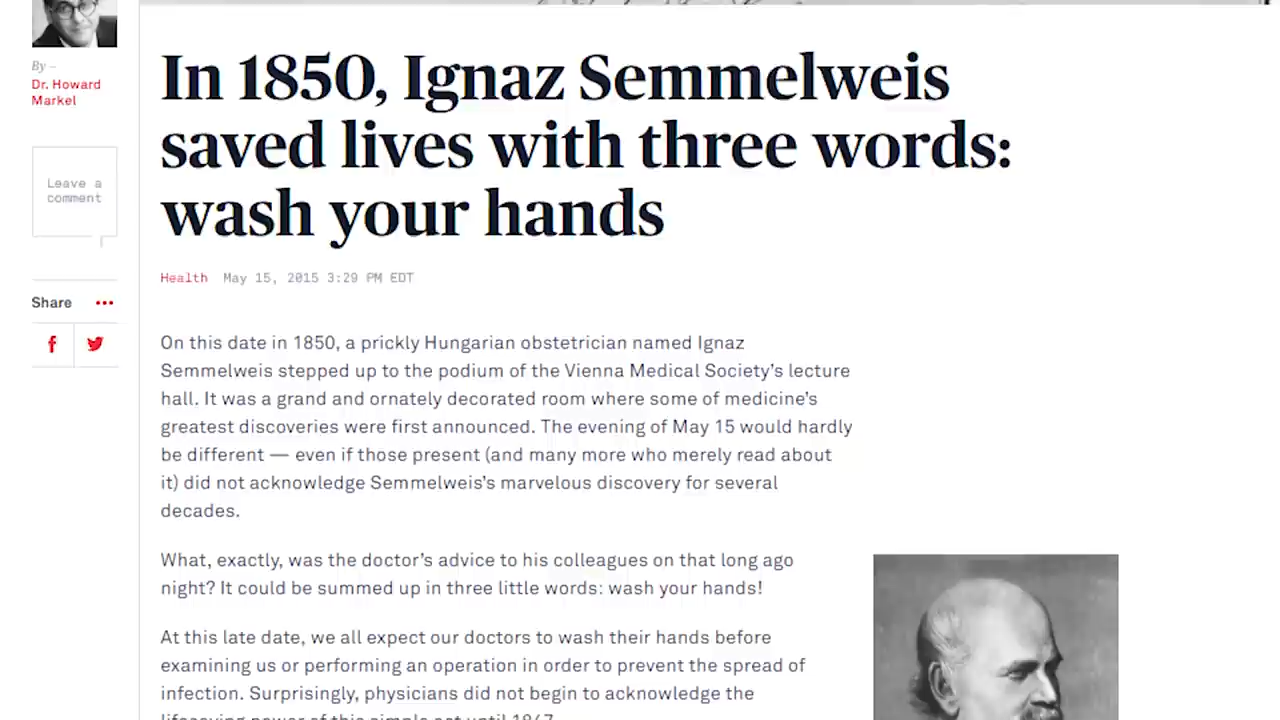 By –
Dr. Howard
Markel
Leave a
comment
Share
In 1850, Ignaz Semmelweis
saved lives with three words:
wash your hands
Health May 15, 2015 3:29 PM EDT
On this date in 1850, a prickly Hungarian obstetrician named Ignaz
Semmelweis stepped up to the podium of the Vienna Medical Society’s lecture
hall. It was a grand and ornately decorated room where some of medicine’s
greatest discoveries were first announced. The evening of May 15 would hardly
be different — even if those present (and many more who merely read about
it) did not acknowledge Semmelweis’s marvelous discovery for several
decades.
What, exactly, was the doctor’s advice to his colleagues on that long ago
night? It could be summed up in three little words: wash your hands!
At this late date, we all expect our doctors to wash their hands before
examining us or performing an operation in order to prevent the spread of
infection. Surprisingly, physicians did not begin to acknowledge the
lifesaving power of this simple act until 1847.